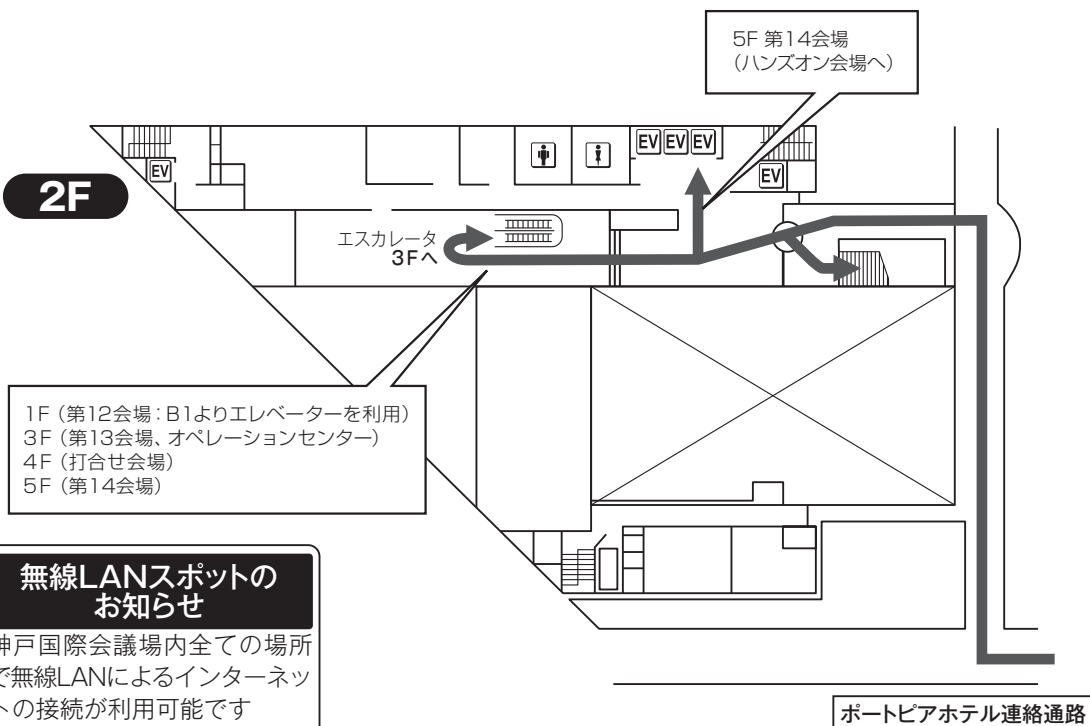 5F 第14会場
（ハンズオン会場へ）
EV EV EV
EV
EV
2F
エスカレータ
3Fへ
1F（第12会場：B1よりエレベーターを利用）
3F（第13会場、オペレーションセンター）
4F（打合せ会場）
5F（第14会場）
無線LANスポットの
お知らせ
神戸国際会議場内全ての場所
で無線LANによるインターネッ
トの接続が利用可能です
ポートピアホテル連絡通路